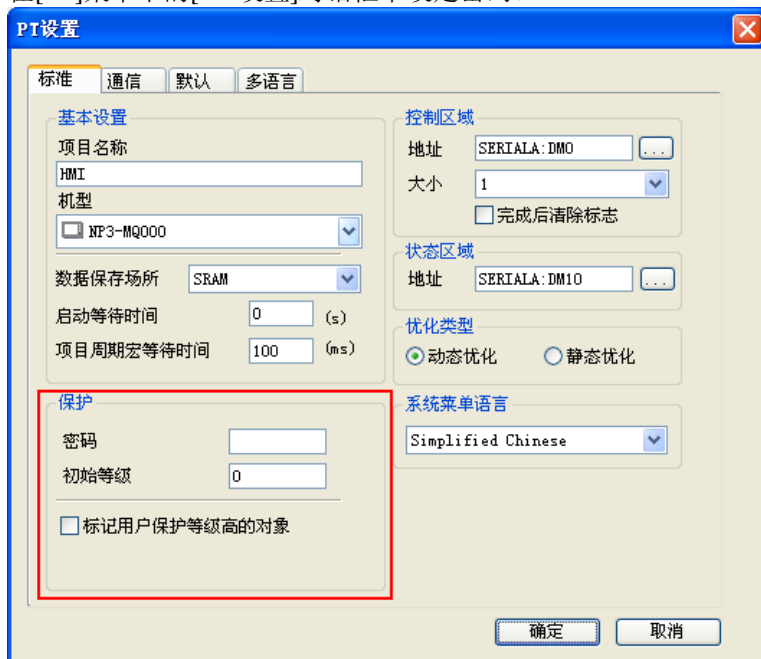 PT设置
标准 通信 默认 多语言
基本设置
项目名称
HMI
机型
NP3-MQ000
数据保存场所 SRAM
启动等待时间 0 (s)
项目周期宏等待时间 100 (ms)
保护
密码
初始等级 0
标记用户保护等级高的对象
控制区域
地址 SERIALA:DM0 ...
大小 1
完成后清除标志
状态区域
地址 SERIALA:DM10 ...
优化类型
动态优化 静态优化
系统菜单语言
Simplified Chinese
确定 取消